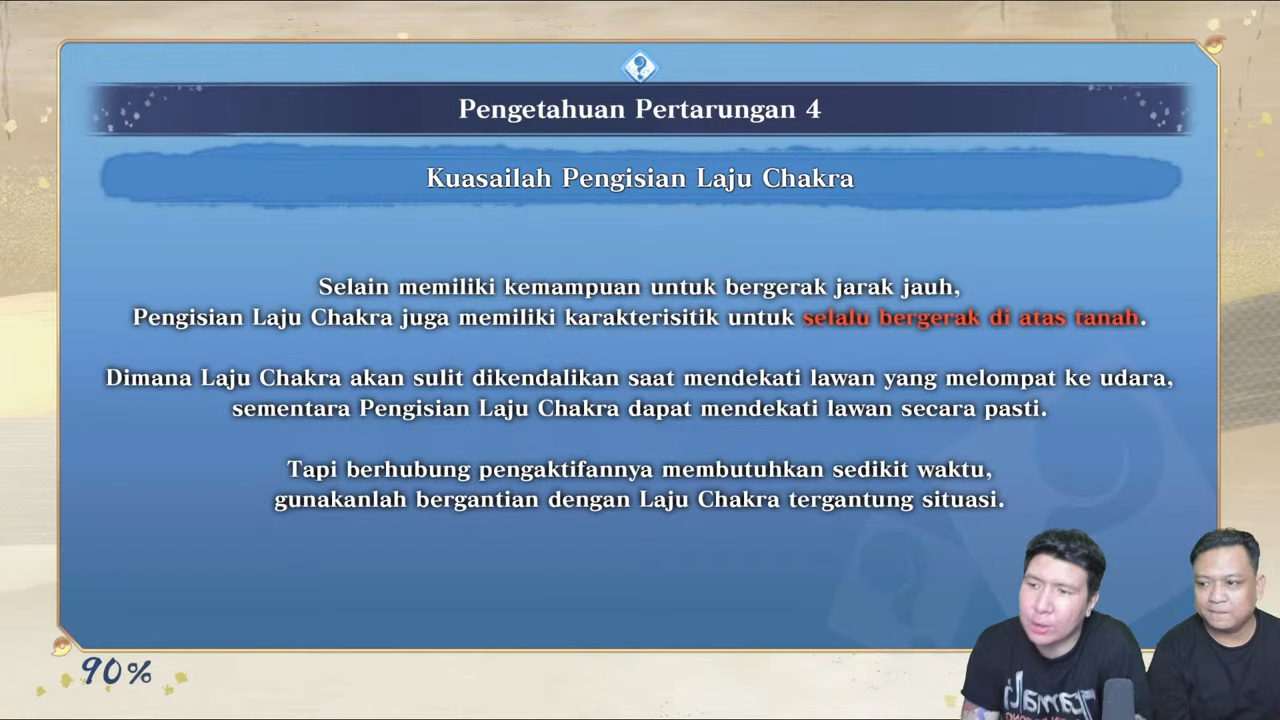 Pengetahuan Pertarungan 4
Kuasailah Pengisian Laju Chakra
Selain memiliki kemampuan untuk bergerak jarak jauh,
Pengisian Laju Chakra juga memiliki karakterisitik untuk selalu bergerak di atas tanah.
Dimana Laju Chakra akan sulit dikendalikan saat mendekati lawan yang melompat ke udara,
sementara Pengisian Laju Chakra dapat mendekati lawan secara pasti.
Tapi berhubung pengaktifannya membutuhkan sedikit waktu,
gunakanlah bergantian dengan Laju Chakra tergantung situasi.
90%